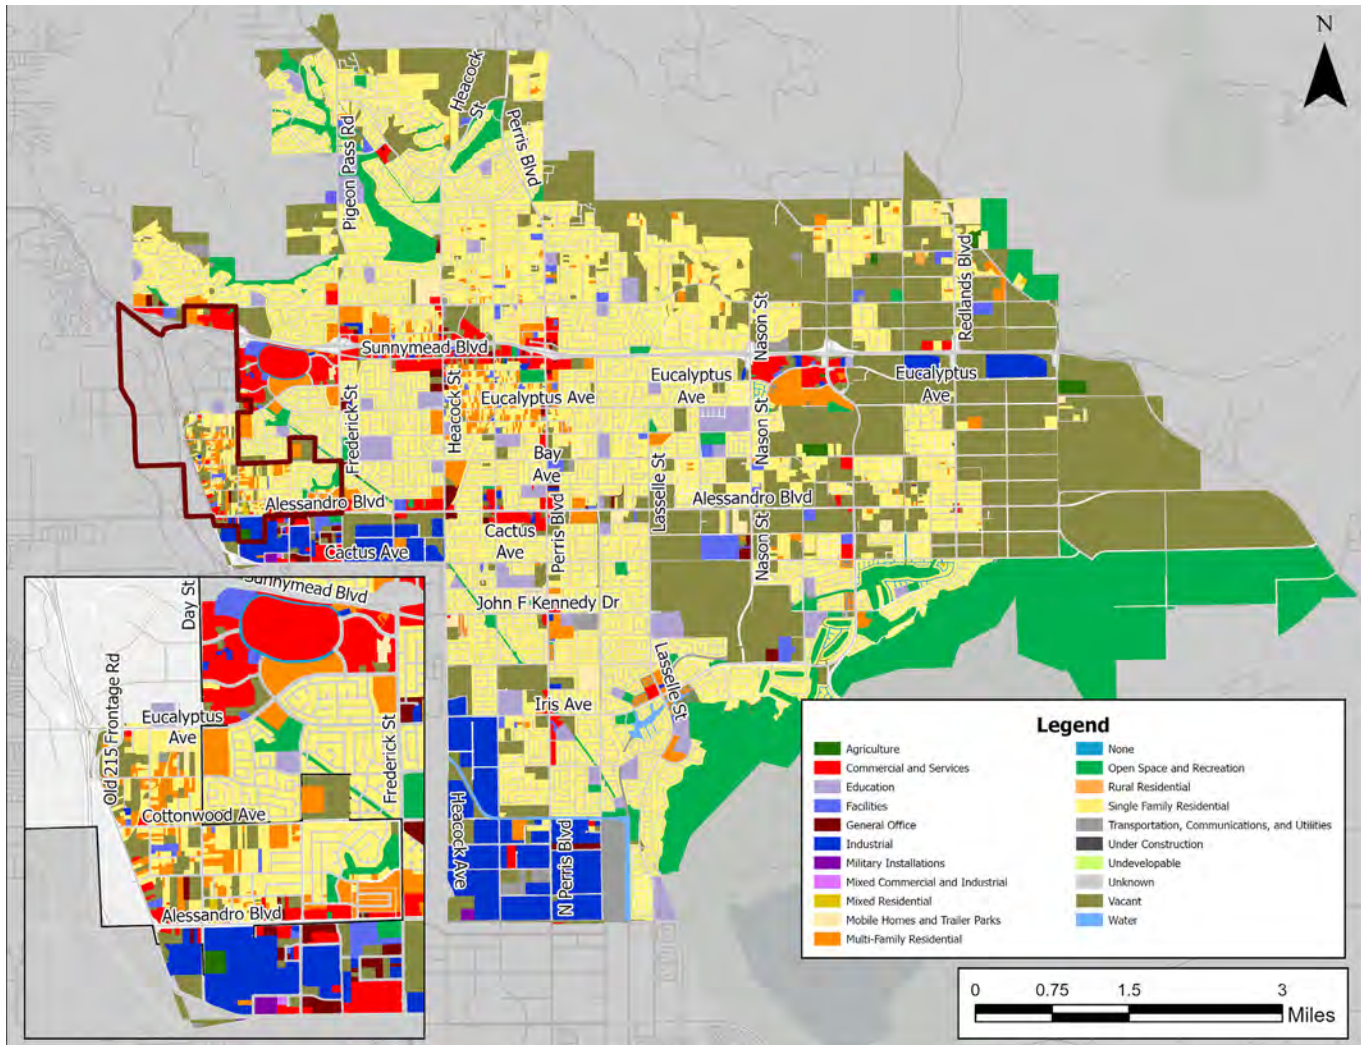 N
Heacock
St
Perris Blvd
Pigeon Pass Rd
Redlands Blvd
Nason St
Sunnymead Blvd
Eucalyptus
Ave
Eucalyptus
Ave
Eucalyptus Ave
Frederick St
Heacock St
Nason St
Bay
Ave
Lasselle St
Alessandro Blvd
Alessandro Blvd
Perris Blvd
Cactus
Ave
Cactus Ave
Nason St
John F Kennedy Dr
Lasselle St
Iris Ave
Heacock Ave
N Perris Blvd
Sunnymead Blvd
Day St
Old 215 Frontage Rd
Eucalyptus
Ave
Frederick St
Cottonwood Ave
Alessandro Blvd
Legend
Agriculture
Commercial and Services
Education
Facilities
General Office
Industrial
Military Installations
Mixed Commercial and Industrial
Mixed Residential
Mobile Homes and Trailer Parks
Multi-Family Residential
None
Open Space and Recreation
Rural Residential
Single Family Residential
Transportation, Communications, and Utilities
Under Construction
Undevelopable
Unknown
Vacant
Water
0 0.75 1.5 3
Miles